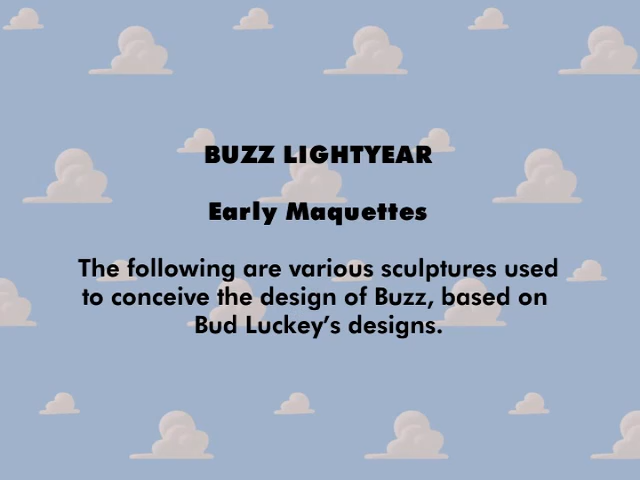 BUZZ LIGHTYEAR
Early Maquettes
The following are various sculptures used
to conceive the design of Buzz, based on
Bud Luckey’s designs.